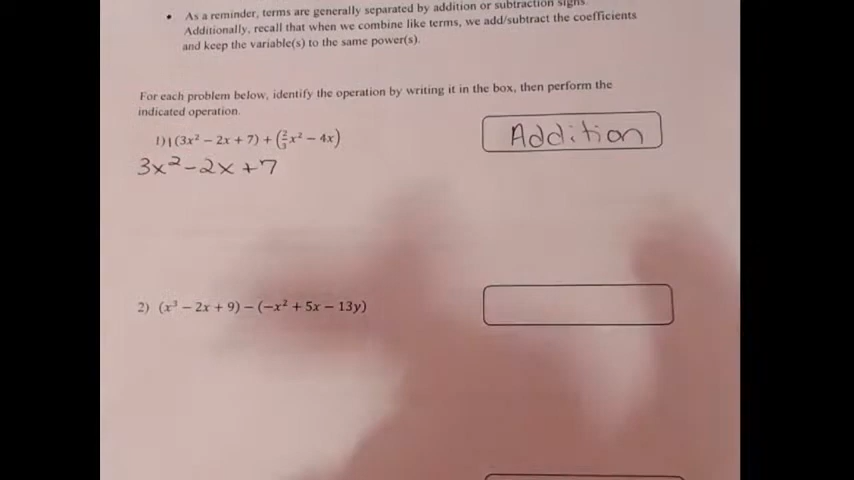 • As a reminder, terms are generally separated by addition or subtraction signs.
Additionally, recall that when we combine like terms, we add/subtract the coefficients
and keep the variable(s) to the same power(s).
For each problem below, identify the operation by writing it in the box, then perform the
indicated operation.
1) 1(3x² − 2x + 7) + (2/3x² − 4x) Addition
3x² − 2x + 7
2) (x³ − 2x + 9) − (−x² + 5x − 13y)